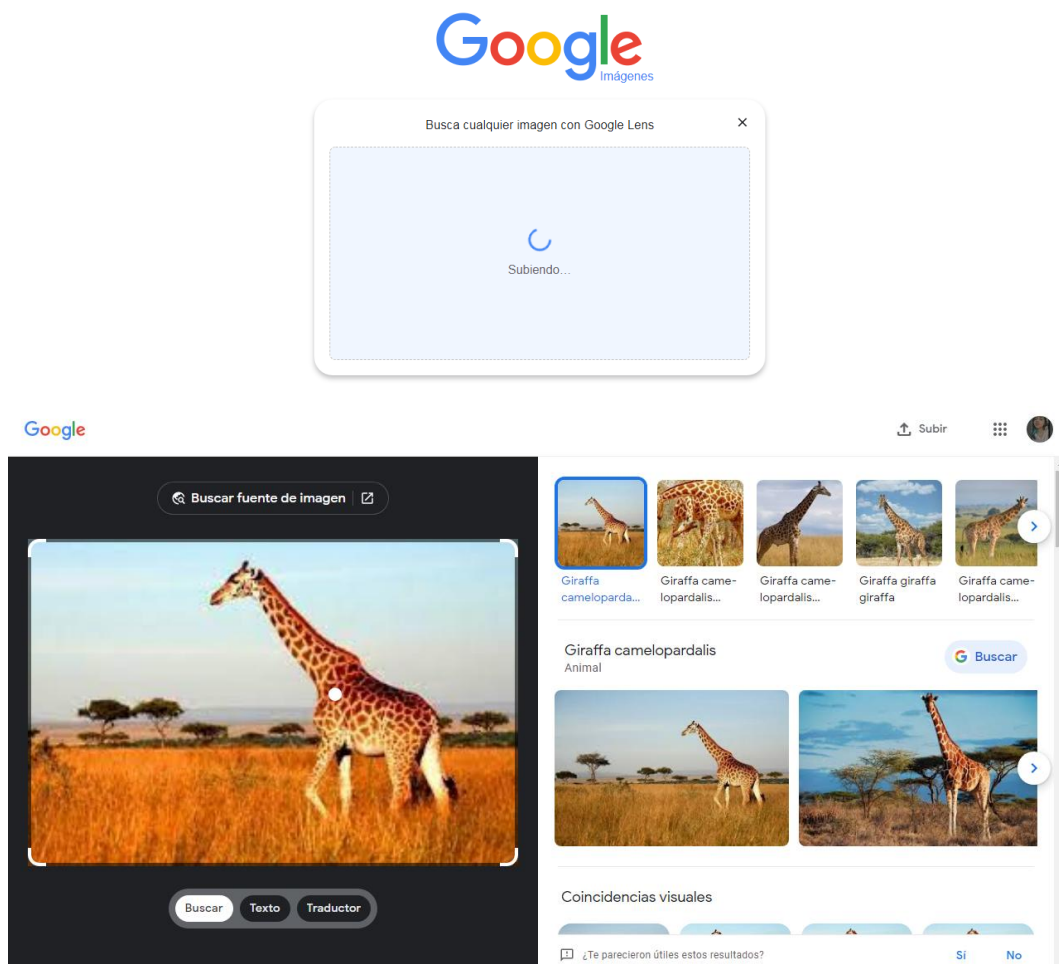 Google
Imágenes
Busca cualquier imagen con Google Lens
Subiendo...
Google
Subir
Buscar fuente de imagen
Giraffa
cameloparda...
Giraffa came-
lopardalis...
Giraffa came-
lopardalis...
Giraffa giraffa
giraffa
Giraffa came-
lopardalis...
Giraffa camelopardalis
Animal
G Buscar
Buscar
Texto
Traductor
Coincidencias visuales
¿Te parecieron útiles estos resultados?
Sí
No